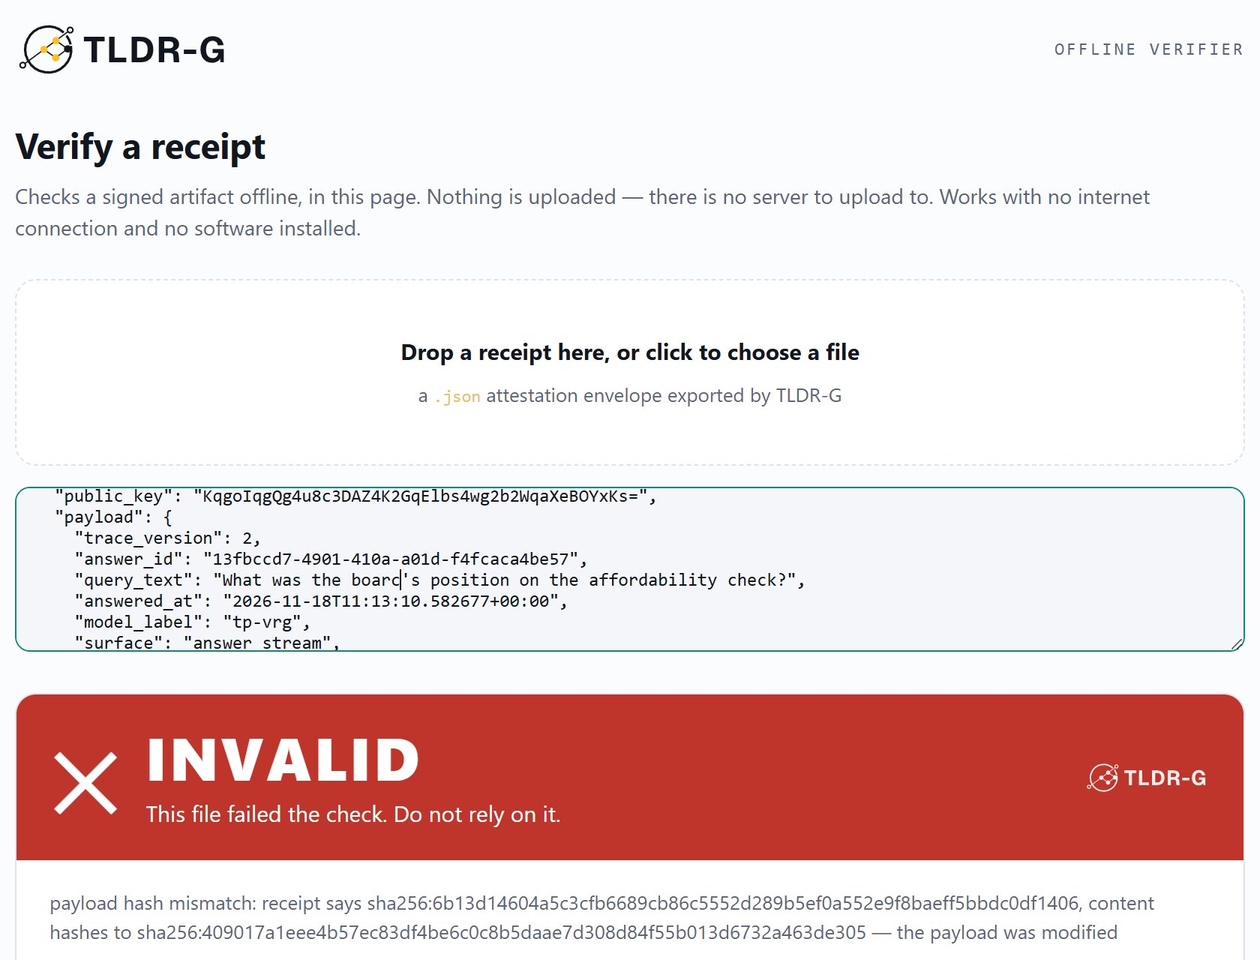 TLDR-G
OFFLINE VERIFIER
Verify a receipt
Checks a signed artifact offline, in this page. Nothing is uploaded — there is no server to upload to. Works with no internet
connection and no software installed.
Drop a receipt here, or click to choose a file
a .json attestation envelope exported by TLDR-G
"public_key": "KqgoIqgQg4u8c3DAZ4K2GqElbs4wg2b2WqaXeBOYxKs=",
"payload": {
"trace_version": 2,
"answer_id": "13fbccd7-4901-410a-a01d-f4fcaca4be57",
"query_text": "What was the boarc's position on the affordability check?",
"answered_at": "2026-11-18T11:13:10.582677+00:00",
"model_label": "tp-vrg",
"surface": "answer_stream",
INVALID
This file failed the check. Do not rely on it.
TLDR-G
payload hash mismatch: receipt says sha256:6b13d14604a5c3cfb6689cb86c5552d289b5ef0a552e9f8baeff5bbdc0df1406, content
hashes to sha256:409017a1eee4b57ec83df4be6c0c8b5daae7d308d84f55b013d6732a463de305 — the payload was modified